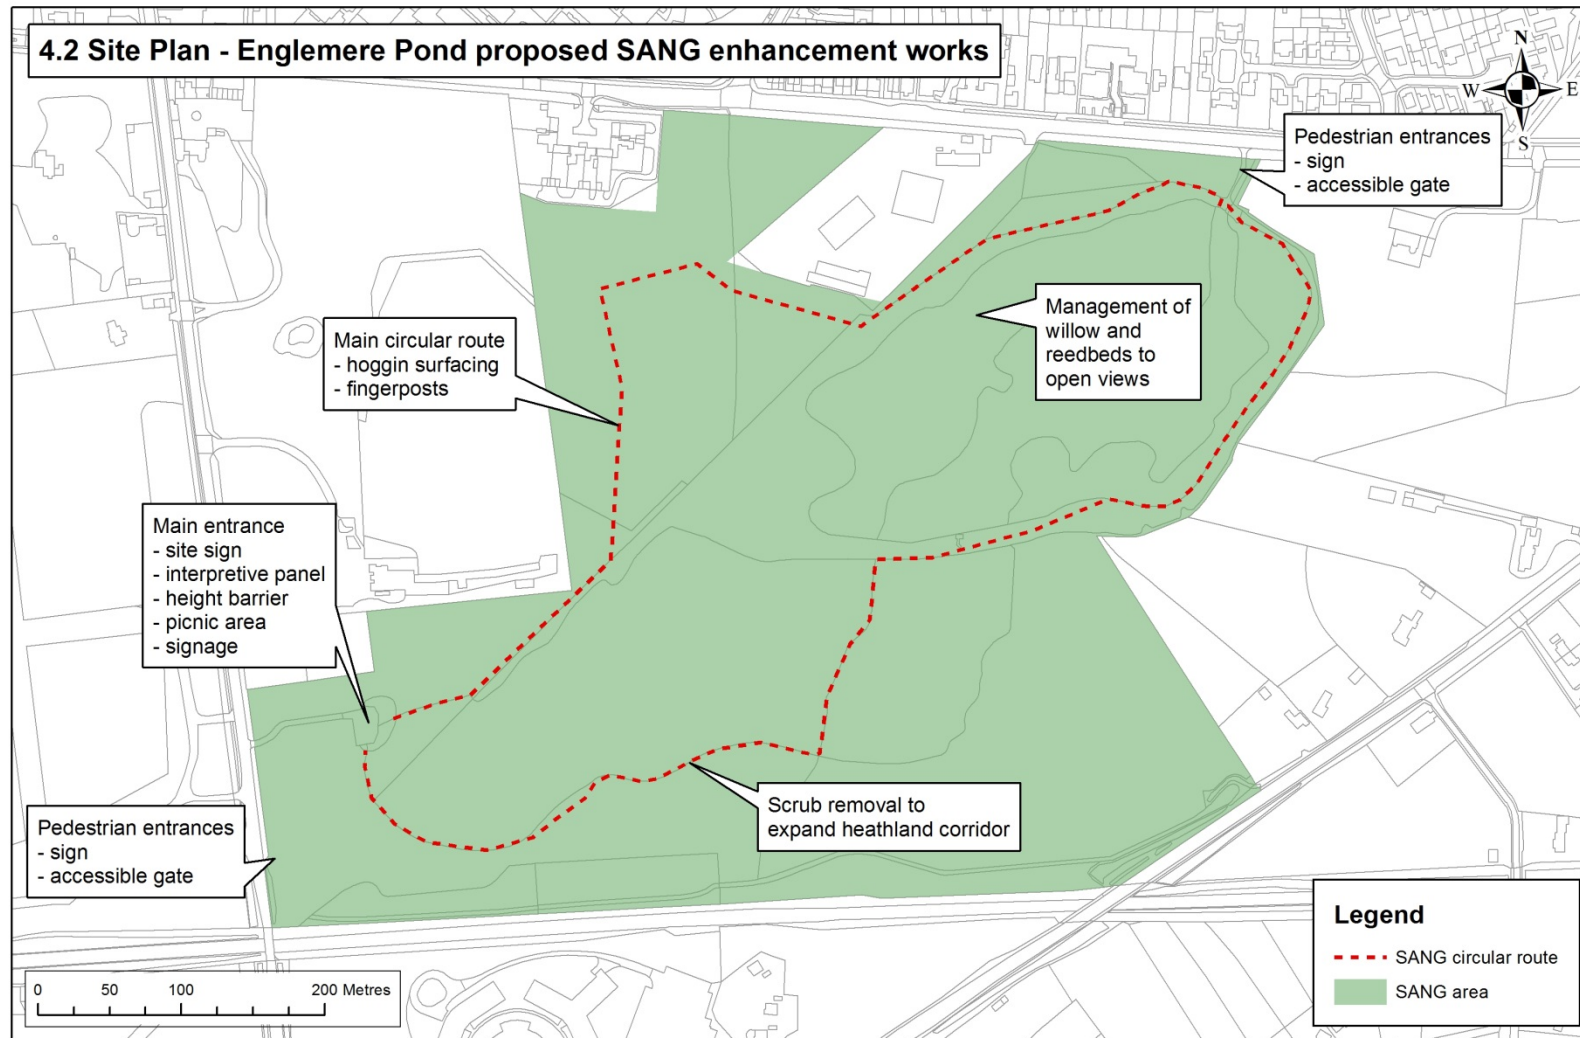 4.2 Site Plan - Englemere Pond proposed SANG enhancement works
N
W
E
S
Pedestrian entrances
- sign
- accessible gate
Management of
willow and
reedbeds to
open views
Main circular route
- hoggin surfacing
- fingerposts
Main entrance
- site sign
- interpretive panel
- height barrier
- picnic area
- signage
Scrub removal to
expand heathland corridor
Pedestrian entrances
- sign
- accessible gate
Legend
SANG circular route
SANG area
0 50 100 200 Metres